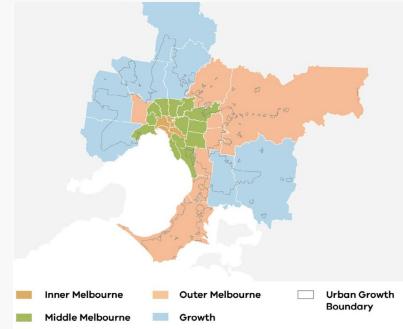 Inner Melbourne
Outer Melbourne
Urban Growth
Boundary
Middle Melbourne
Growth